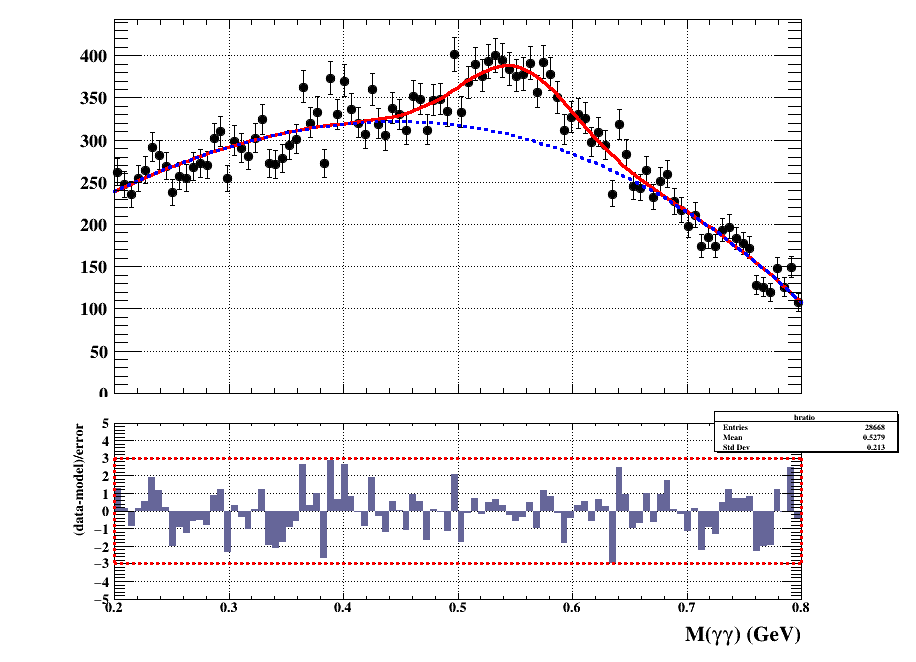 400
350
300
250
200
150
100
50
0
hratio
Entries 28668
Mean 0.5279
Std Dev 0.213
(data-model)/error
5
4
3
2
1
0
−1
−2
−3
−4
−5
0.2 0.3 0.4 0.5 0.6 0.7 0.8
M(γγ) (GeV)